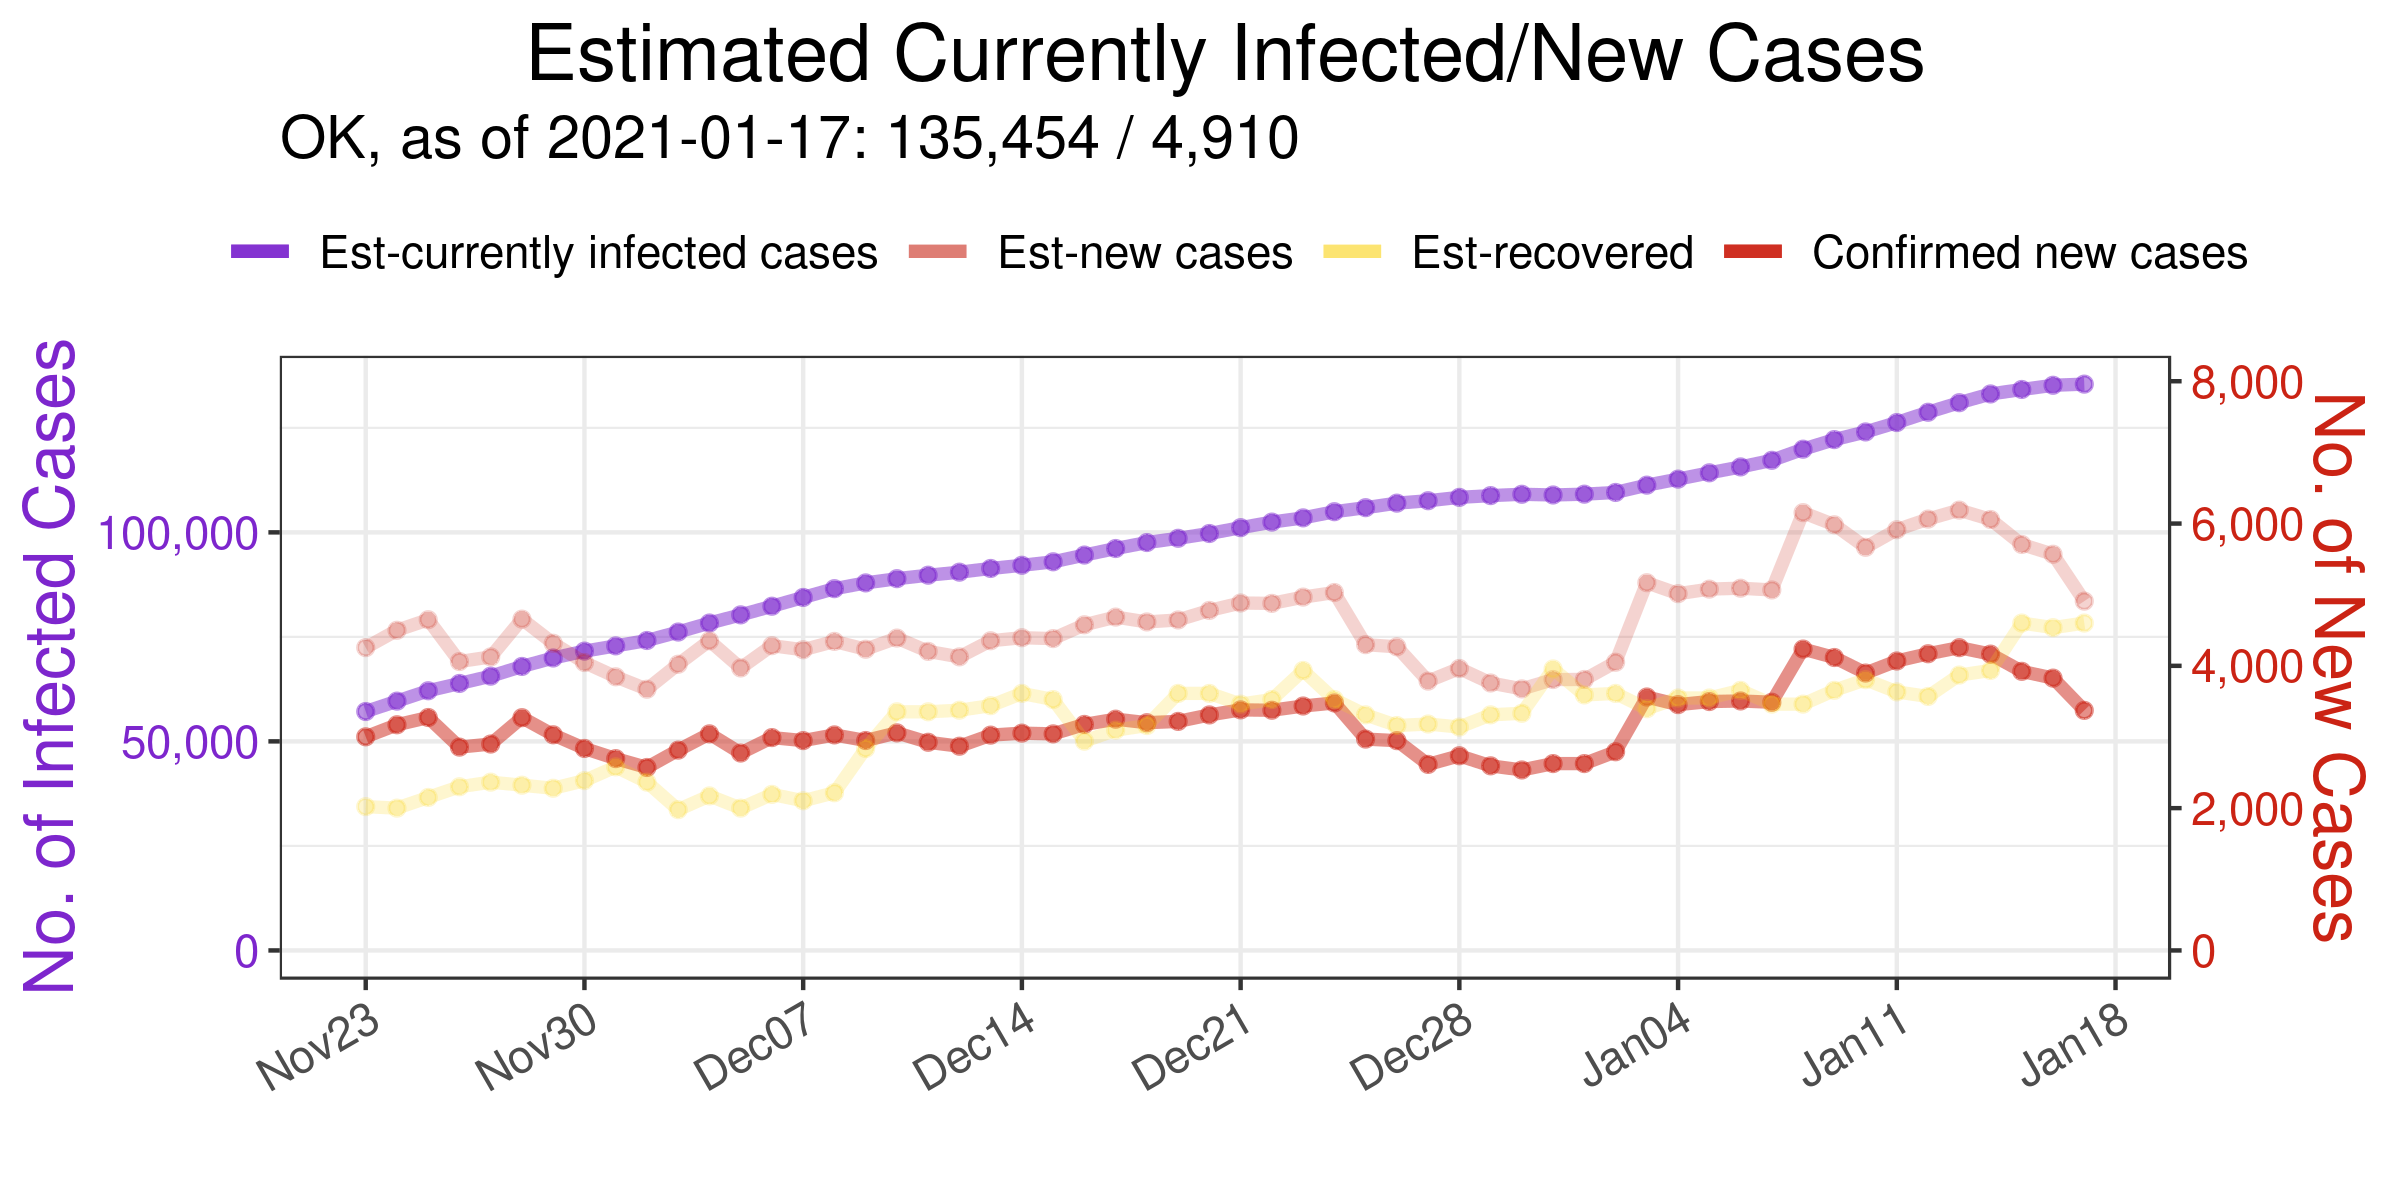 Estimated Currently Infected/New Cases
OK, as of 2021-01-17: 135,454 / 4,910
Est-currently infected cases Est-new cases Est-recovered Confirmed new cases
No. of Infected Cases
100,000
50,000
0
8,000
6,000
4,000
2,000
0
No. of New Cases
Nov23 Nov30 Dec07 Dec14 Dec21 Dec28 Jan04 Jan11 Jan18